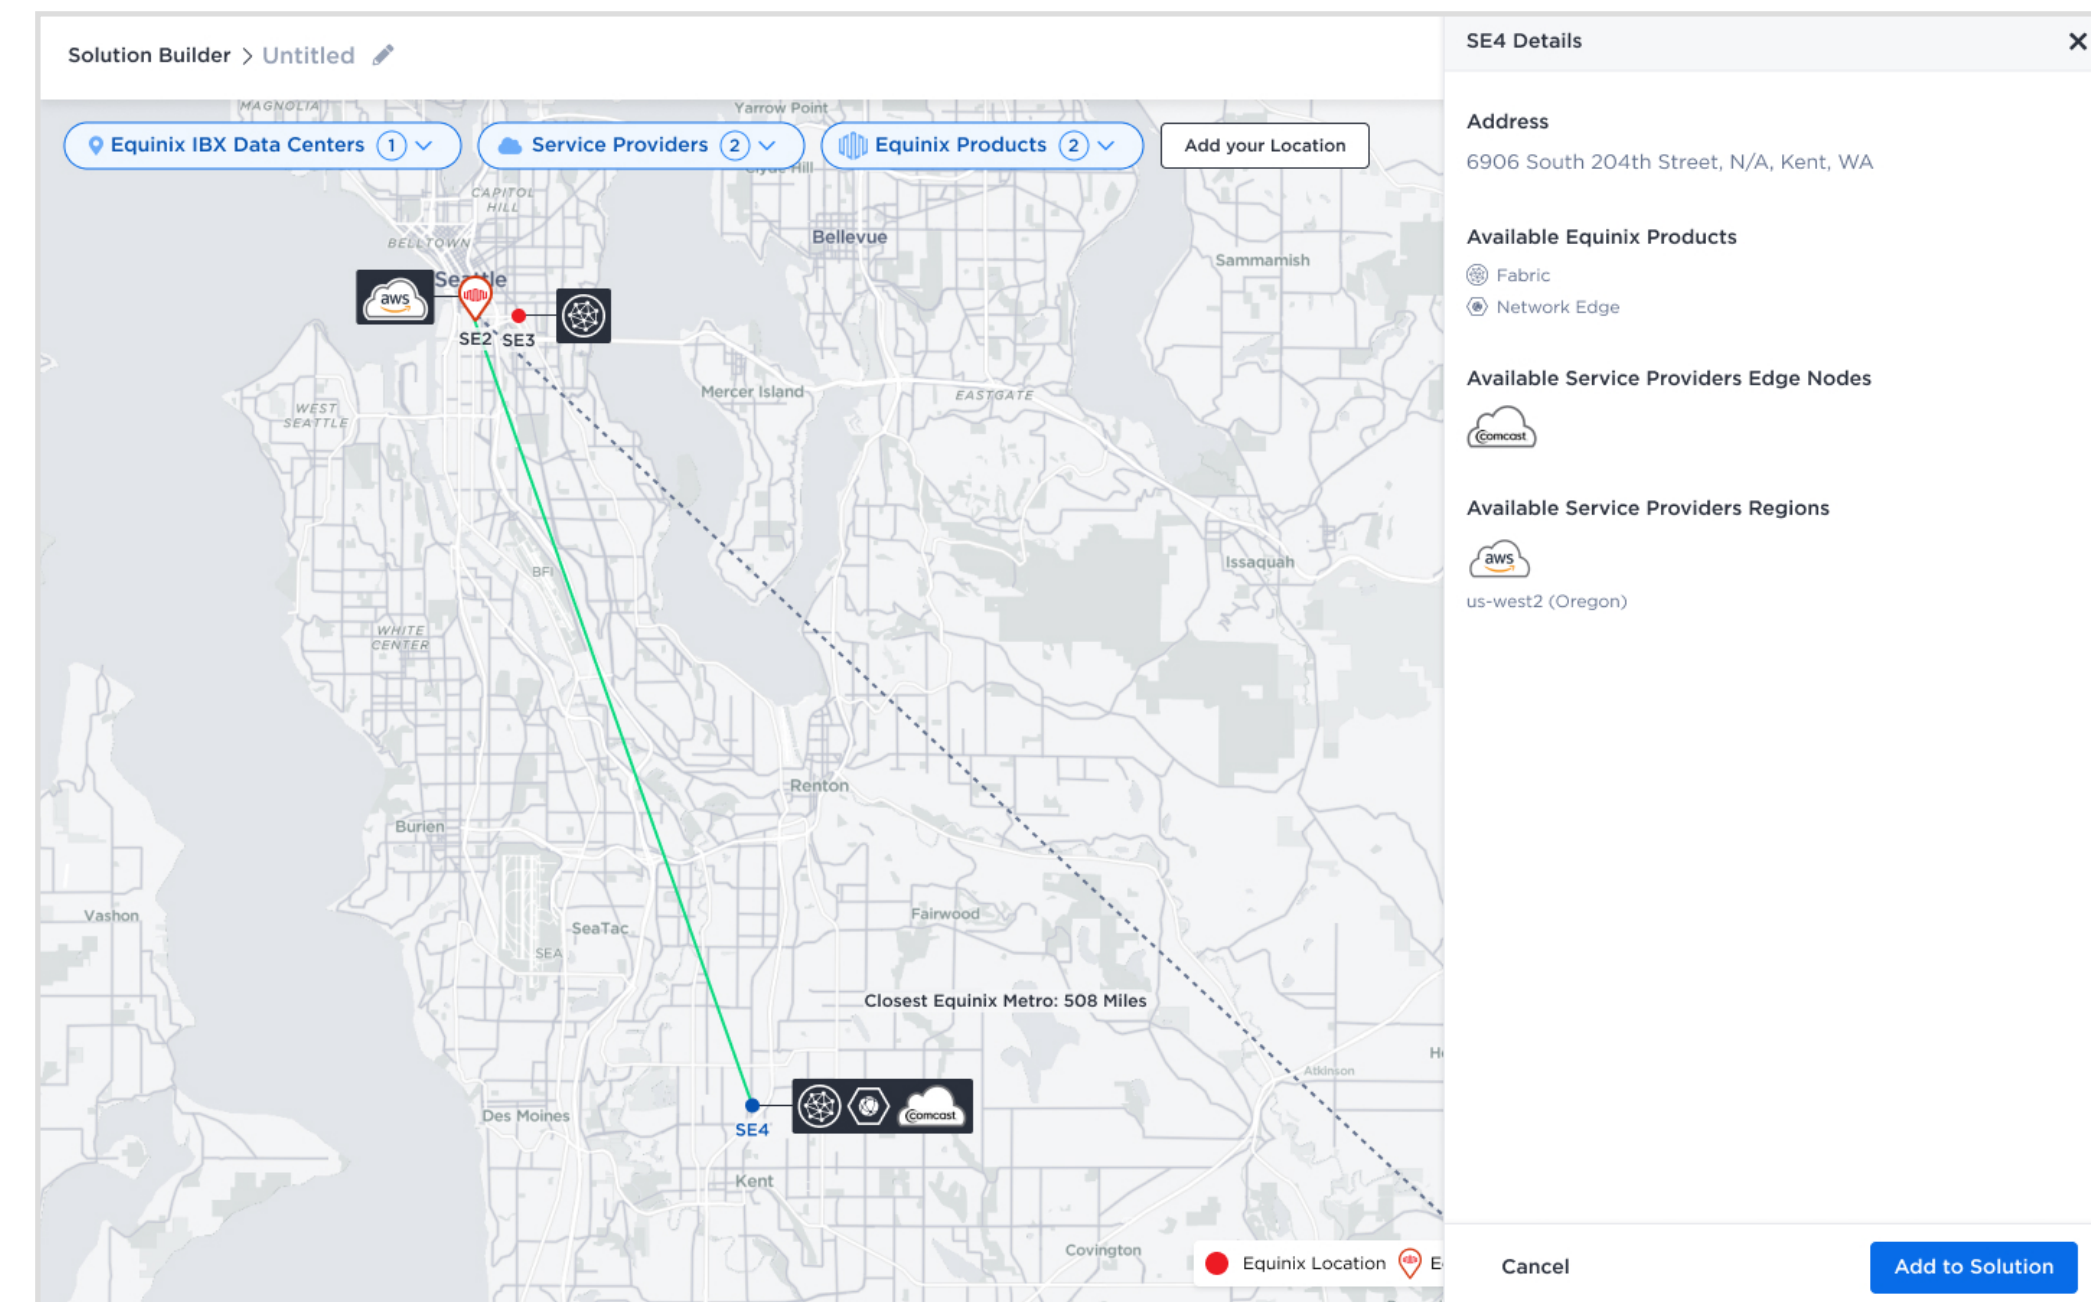 Solution Builder > Untitled
SE4 Details
Address
6906 South 204th Street, N/A, Kent, WA
Available Equinix Products
Fabric
Network Edge
Available Service Providers Edge Nodes
comcast
Available Service Providers Regions
aws
us-west2 (Oregon)
Cancel
Add to Solution
MAGNOLIA
Yarrow Point
Equinix IBX Data Centers 1
Service Providers 2
Equinix Products 2
Add your Location
Clyde Hill
CAPITOL
HILL
BELLTOWN
Bellevue
Sammamish
Seattle
aws
SE2
SE3
Mercer Island
EASTGATE
WEST
SEATTLE
Issaquah
BFI
WHITE
CENTER
Renton
Burien
Vashon
Fairwood
SeaTac
SEA
Closest Equinix Metro: 508 Miles
Atkinson
comcast
Des Moines
SE4
Kent
Covington
Equinix Location